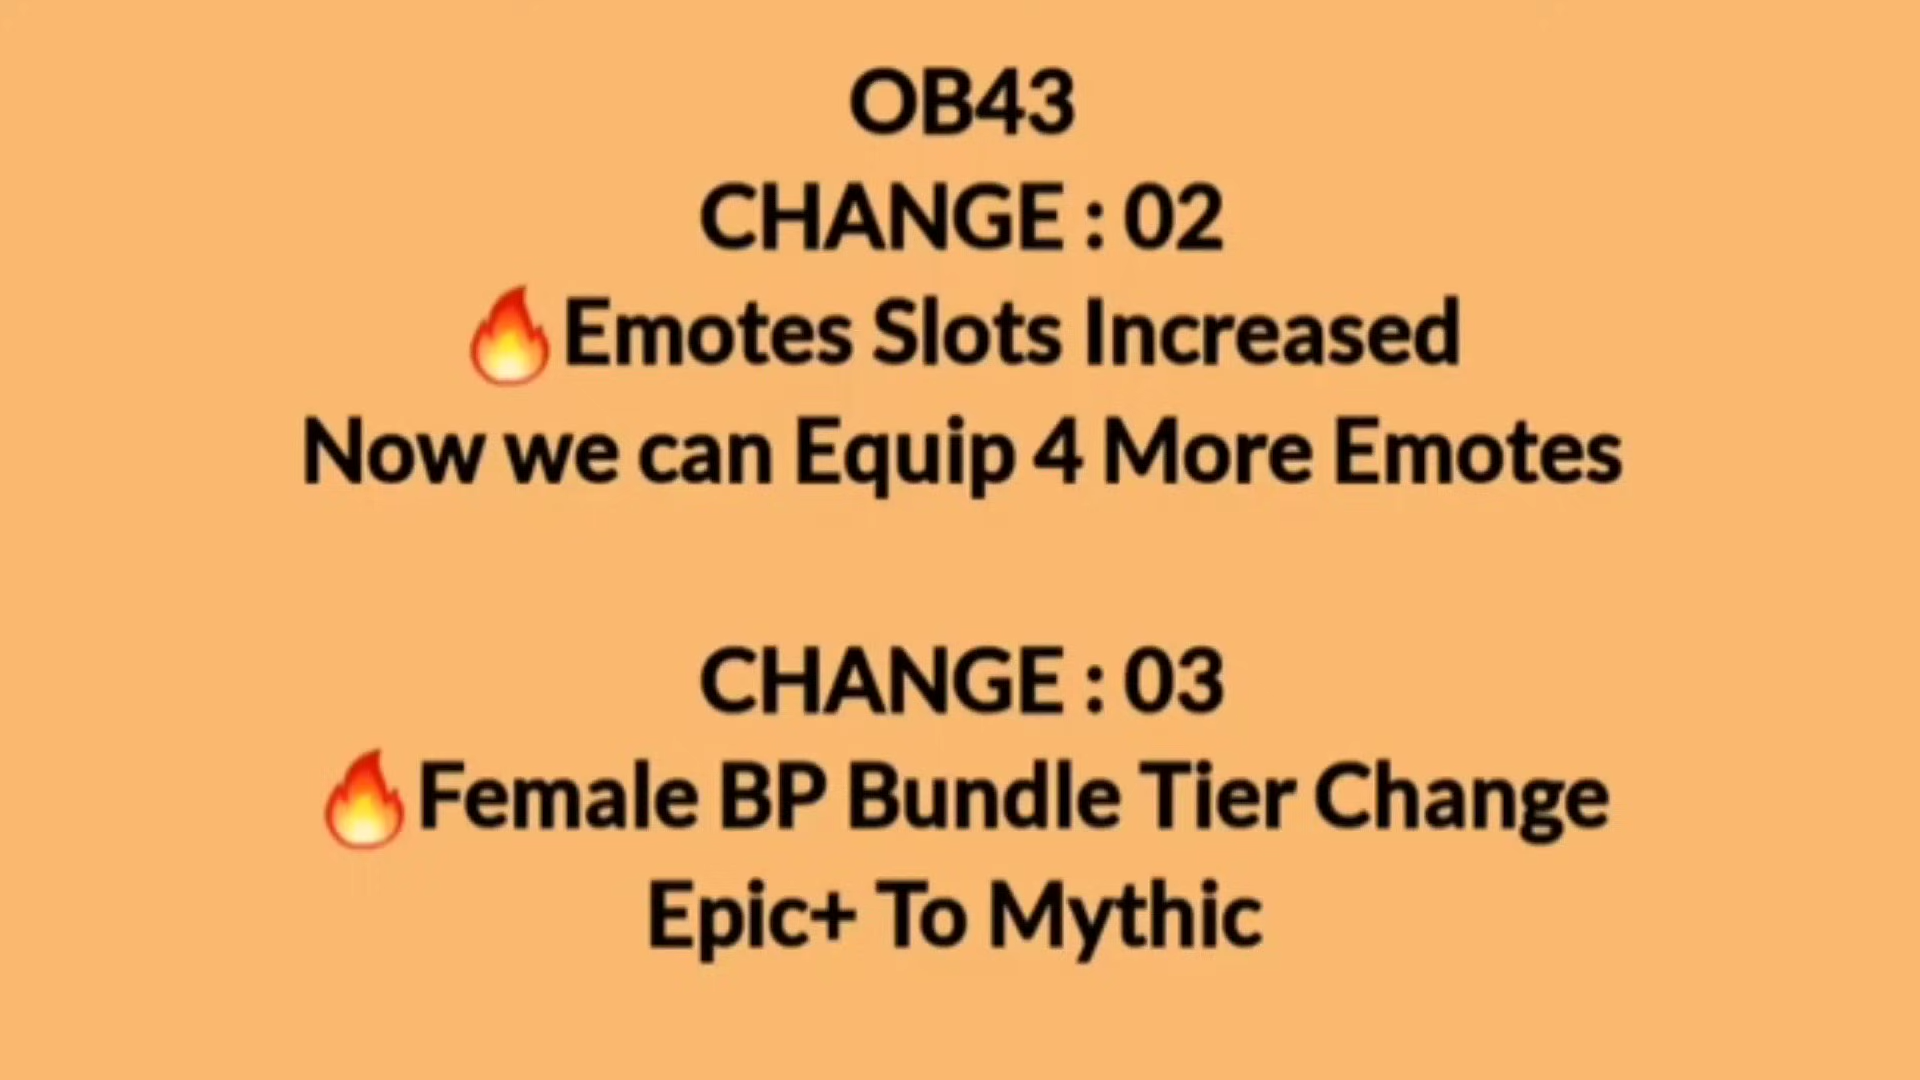 OB43
CHANGE : 02
🔥Emotes Slots Increased
Now we can Equip 4 More Emotes
CHANGE : 03
🔥Female BP Bundle Tier Change
Epic+ To Mythic